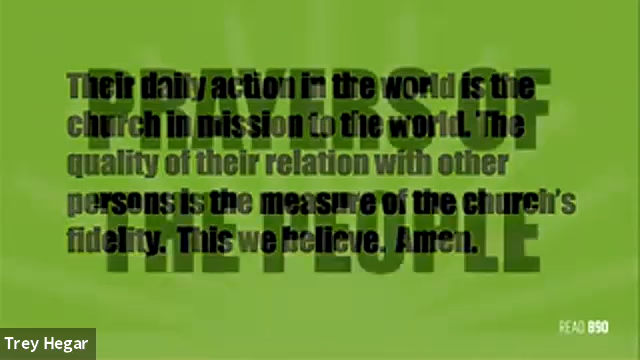 Their daily action in the world is the
church in mission to the world. The
quality of their relation with other
persons is the measure of the church's
fidelity. This we believe. Amen.
PRAYERS OF
THE PEOPLE
READ 890
Trey Hegar